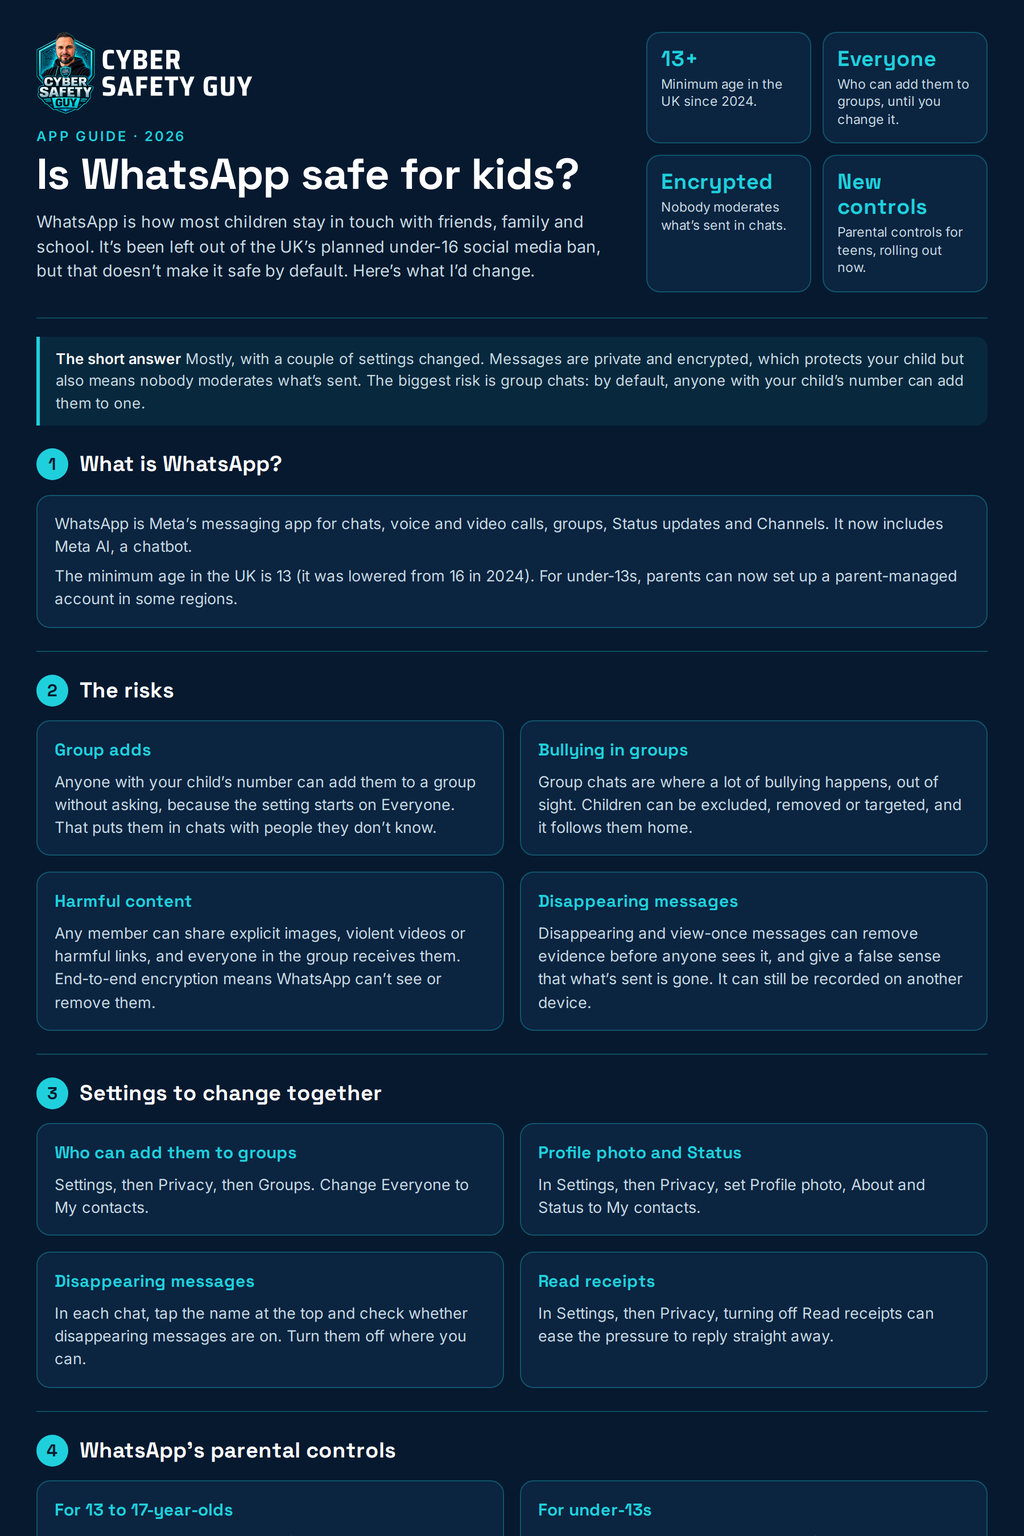 CYBER
SAFETY
GUY
CYBER
SAFETY GUY
APP GUIDE · 2026
Is WhatsApp safe for kids?
WhatsApp is how most children stay in touch with friends, family and
school. It’s been left out of the UK’s planned under-16 social media ban,
but that doesn’t make it safe by default. Here’s what I’d change.
13+
Minimum age in the
UK since 2024.
Everyone
Who can add them to
groups, until you
change it.
Encrypted
Nobody moderates
what’s sent in chats.
New
controls
Parental controls for
teens, rolling out
now.
The short answer Mostly, with a couple of settings changed. Messages are private and encrypted, which protects your child but
also means nobody moderates what’s sent. The biggest risk is group chats: by default, anyone with your child’s number can add
them to one.
1 What is WhatsApp?
WhatsApp is Meta’s messaging app for chats, voice and video calls, groups, Status updates and Channels. It now includes
Meta AI, a chatbot.
The minimum age in the UK is 13 (it was lowered from 16 in 2024). For under-13s, parents can now set up a parent-managed
account in some regions.
2 The risks
Group adds
Anyone with your child’s number can add them to a group
without asking, because the setting starts on Everyone.
That puts them in chats with people they don’t know.
Bullying in groups
Group chats are where a lot of bullying happens, out of
sight. Children can be excluded, removed or targeted, and
it follows them home.
Harmful content
Any member can share explicit images, violent videos or
harmful links, and everyone in the group receives them.
End-to-end encryption means WhatsApp can’t see or
remove them.
Disappearing messages
Disappearing and view-once messages can remove
evidence before anyone sees it, and give a false sense
that what’s sent is gone. It can still be recorded on another
device.
3 Settings to change together
Who can add them to groups
Settings, then Privacy, then Groups. Change Everyone to
My contacts.
Profile photo and Status
In Settings, then Privacy, set Profile photo, About and
Status to My contacts.
Disappearing messages
In each chat, tap the name at the top and check whether
disappearing messages are on. Turn them off where you
can.
Read receipts
In Settings, then Privacy, turning off Read receipts can
ease the pressure to reply straight away.
4 WhatsApp’s parental controls
For 13 to 17-year-olds
For under-13s